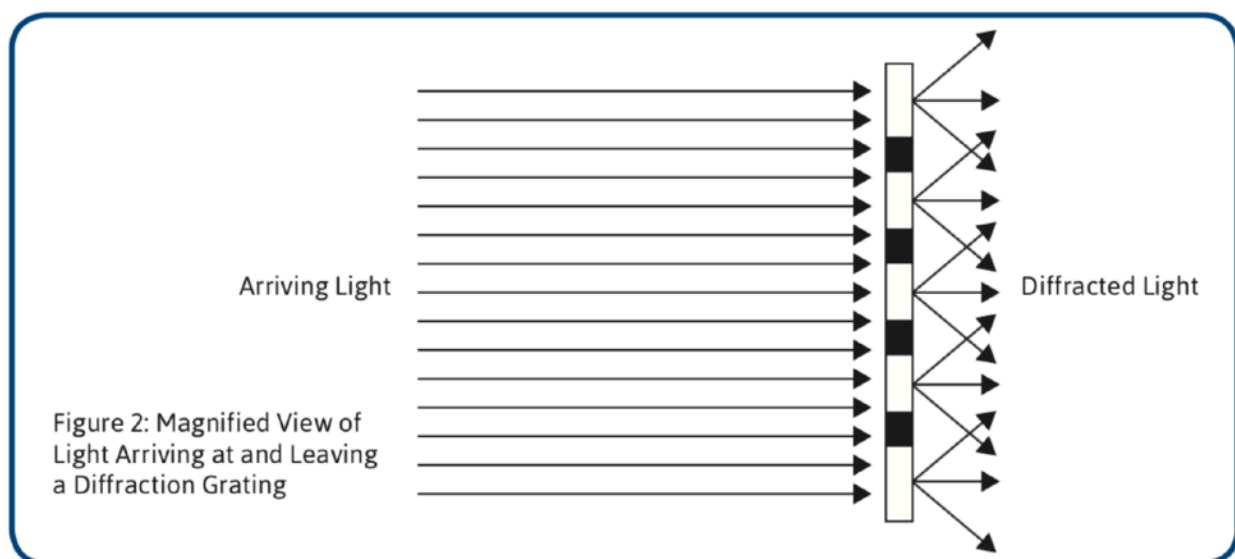 Arriving Light
Diffracted Light
Figure 2: Magnified View of
Light Arriving at and Leaving
a Diffraction Grating